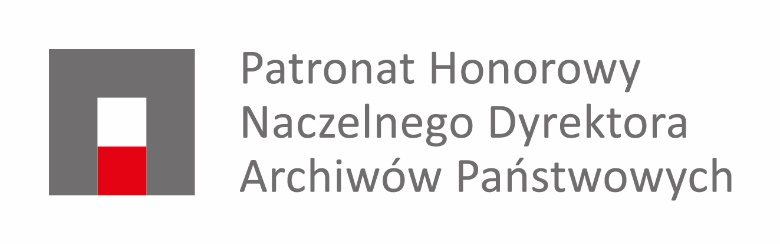 Patronat Honorowy
Naczelnego Dyrektora
Archiwów Państwowych